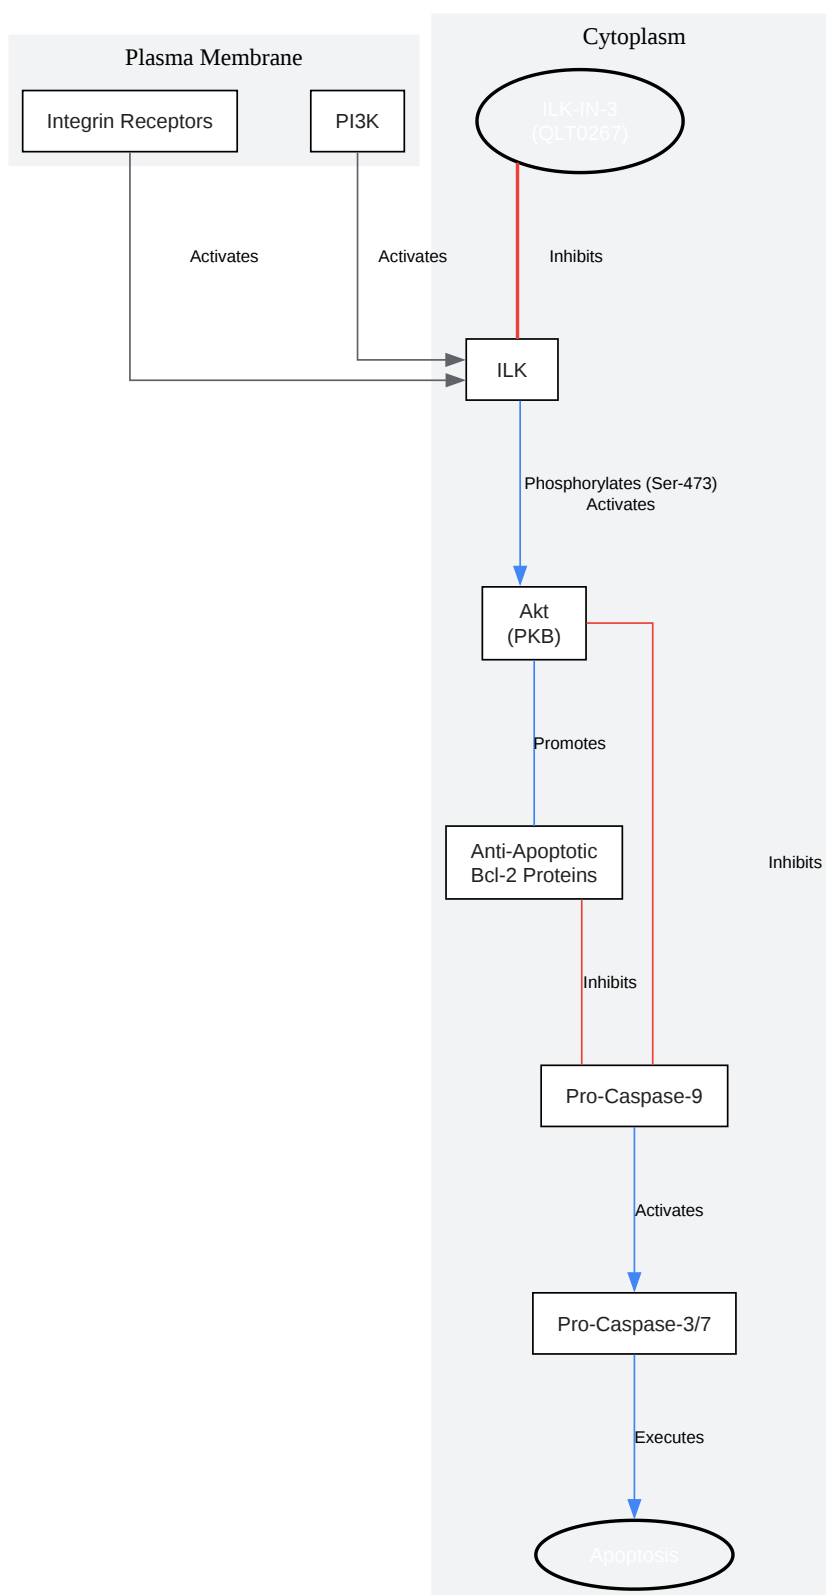 Cytoplasm
Plasma Membrane
Integrin Receptors
PI3K
ILK-IN-3
(QLT0267)
Activates
Activates
Inhibits
ILK
Phosphorylates (Ser-473)
Activates
Akt
(PKB)
Promotes
Anti-Apoptotic
Bcl-2 Proteins
Inhibits
Inhibits
Pro-Caspase-9
Activates
Pro-Caspase-3/7
Executes
Apoptosis